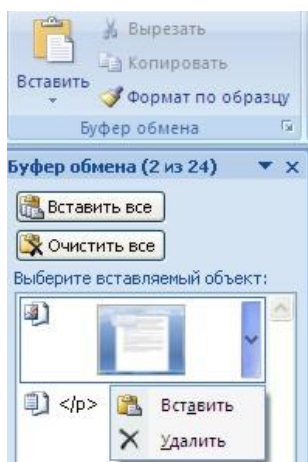 Вырезать
Копировать
Вставить
Формат по образцу
Буфер обмена
Буфер обмена (2 из 24)
Вставить все
Очистить все
Выберите вставляемый объект:
</p>
Вставить
Удалить